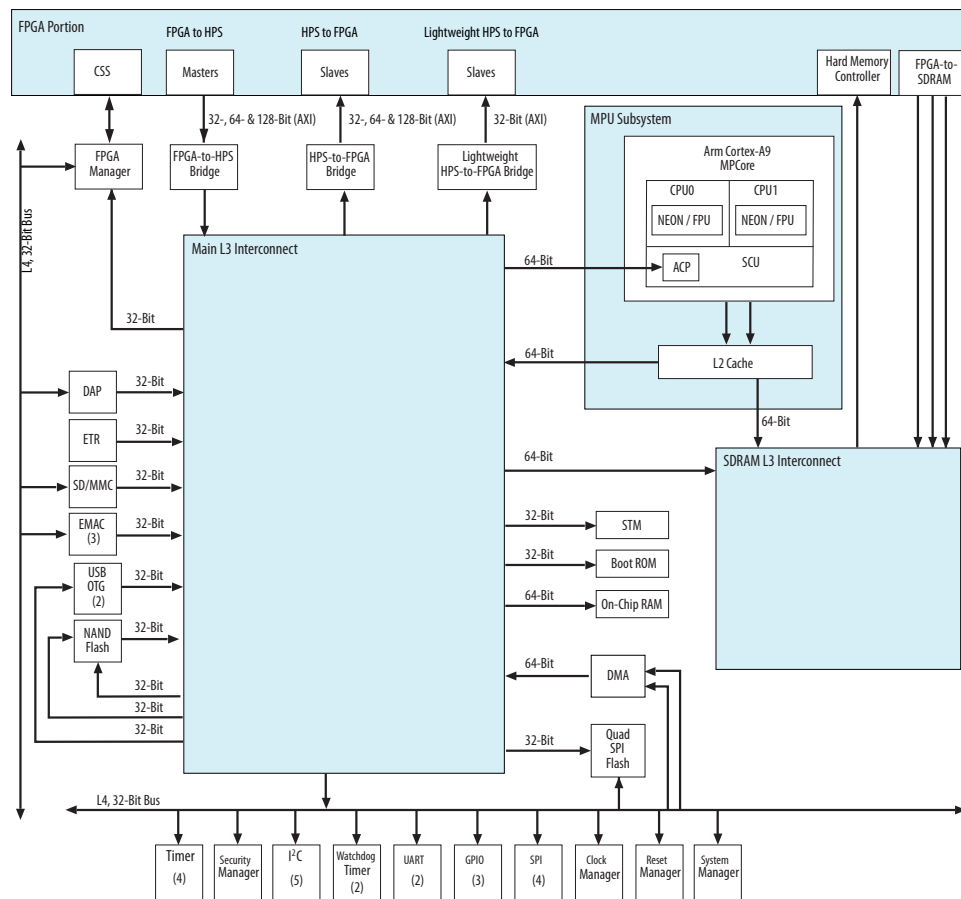 FPGA Portion
FPGA to HPS
HPS to FPGA
Lightweight HPS to FPGA
CSS
Masters
Slaves
Slaves
Hard Memory
Controller
FPGA-to-
SDRAM
32-, 64- & 128-Bit (AXI)
32-, 64- & 128-Bit (AXI)
32-Bit (AXI)
FPGA
Manager
FPGA-to-HPS
Bridge
HPS-to-FPGA
Bridge
Lightweight
HPS-to-FPGA Bridge
MPU Subsystem
Arm Cortex-A9
MPCore
CPU0
CPU1
NEON / FPU
NEON / FPU
ACP
SCU
L4, 32-Bit Bus
Main L3 Interconnect
64-Bit
32-Bit
64-Bit
L2 Cache
64-Bit
DAP
32-Bit
ETR
32-Bit
64-Bit
SDRAM L3 Interconnect
SD/MMC
32-Bit
EMAC
(3)
32-Bit
32-Bit
STM
32-Bit
Boot ROM
USB
OTG
(2)
32-Bit
64-Bit
On-Chip RAM
NAND
Flash
32-Bit
64-Bit
DMA
32-Bit
32-Bit
32-Bit
32-Bit
Quad
SPI
Flash
L4, 32-Bit Bus
Timer
(4)
Security
Manager
I²C
(5)
Watchdog
Timer
(2)
UART
(2)
GPIO
(3)
SPI
(4)
Clock
Manager
Reset
Manager
System
Manager